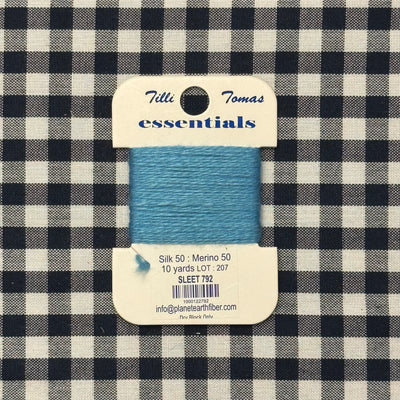 Tilli Tomas
essentials
Silk 50 : Merino 50
10 yards LOT : 207
SLEET 792
1000122792
info@planetearthfiber.com
Dry Block Only